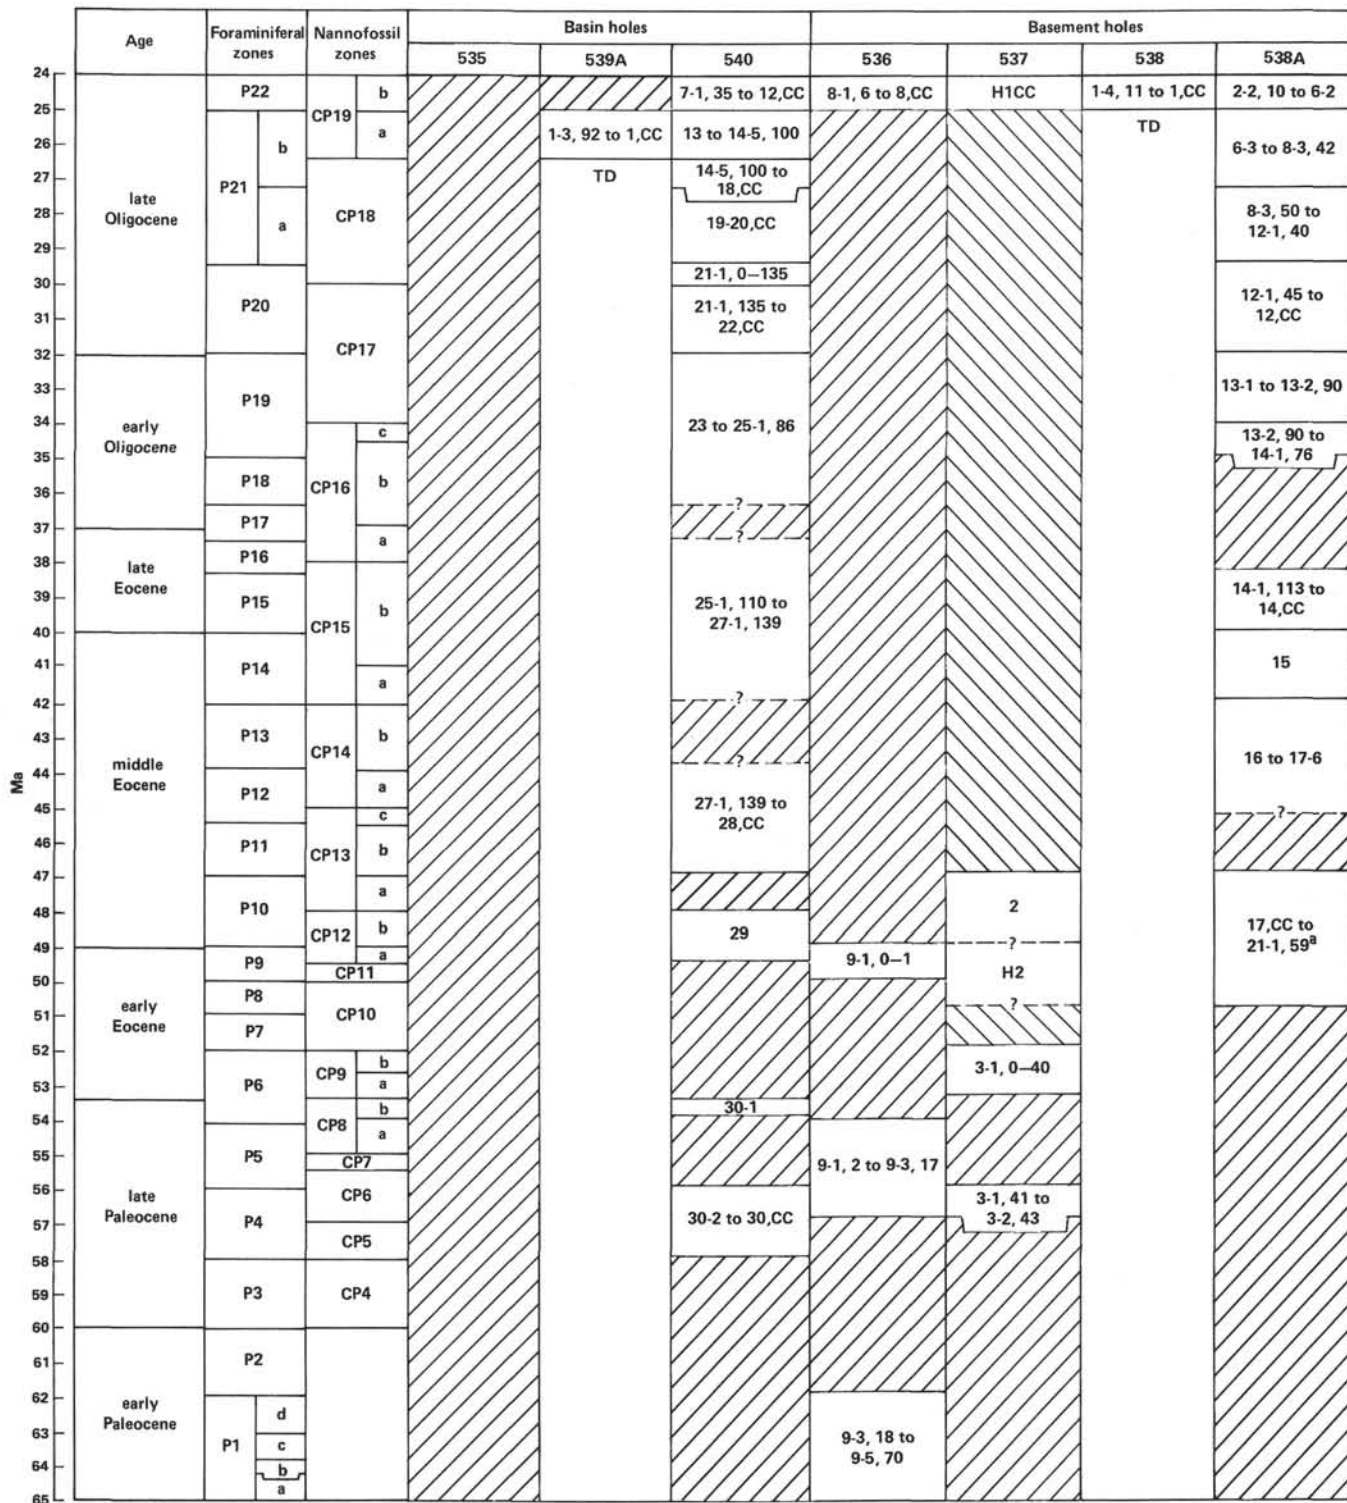 Age
Foraminiferal
zones
Nannofossil
zones
Basin holes
Basement holes
535
539A
540
536
537
538
538A
Ma
24
25
26
27
28
29
30
31
32
33
34
35
36
37
38
39
40
41
42
43
44
45
46
47
48
49
50
51
52
53
54
55
56
57
58
59
60
61
62
63
64
65
late
Oligocene
early
Oligocene
late
Eocene
middle
Eocene
early
Eocene
late
Paleocene
early
Paleocene
P22
P21
b
a
P20
P19
P18
P17
P16
P15
P14
P13
P12
P11
P10
P9
P8
P7
P6
P5
P4
P3
P2
P1
d
c
b
a
CP19
b
a
CP18
CP17
CP16
c
b
a
CP15
b
a
CP14
b
a
CP13
c
b
a
CP12
b
a
CP11
CP10
CP9
b
a
CP8
b
a
CP7
CP6
CP5
CP4
1-3, 92 to 1,CC
TD
7-1, 35 to 12,CC
13 to 14-5, 100
14-5, 100 to
18,CC
19-20,CC
21-1, 0–135
21-1, 135 to
22,CC
23 to 25-1, 86
?
?
25-1, 110 to
27-1, 139
?
?
27-1, 139 to
28,CC
29
30-1
30-2 to 30,CC
8-1, 6 to 8,CC
9-1, 0–1
9-1, 2 to 9-3, 17
9-3, 18 to
9-5, 70
H1CC
2
?
H2
?
3-1, 0–40
3-1, 41 to
3-2, 43
1-4, 11 to 1,CC
TD
2-2, 10 to 6-2
6-3 to 8-3, 42
8-3, 50 to
12-1, 40
12-1, 45 to
12,CC
13-1 to 13-2, 90
13-2, 90 to
14-1, 76
14-1, 113 to
14,CC
15
16 to 17-6
?
17,CC to
21-1, 59a